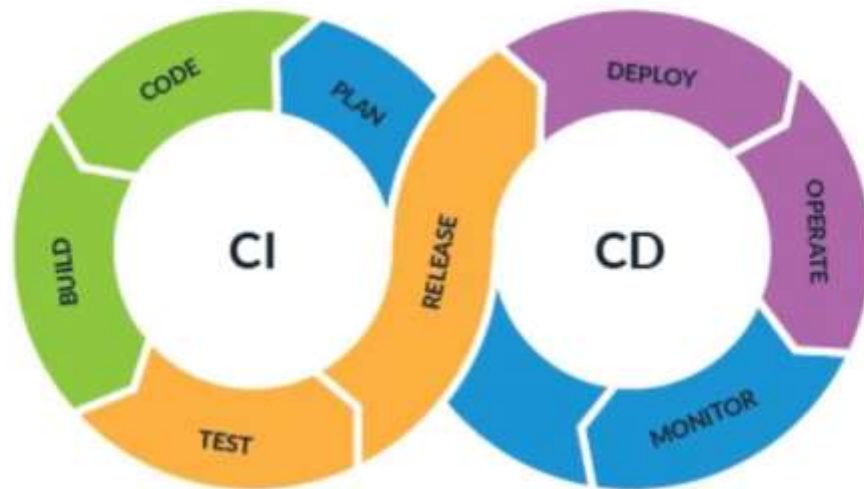 CODE
PLAN
BUILD
CI
TEST
RELEASE
DEPLOY
OPERATE
CD
MONITOR